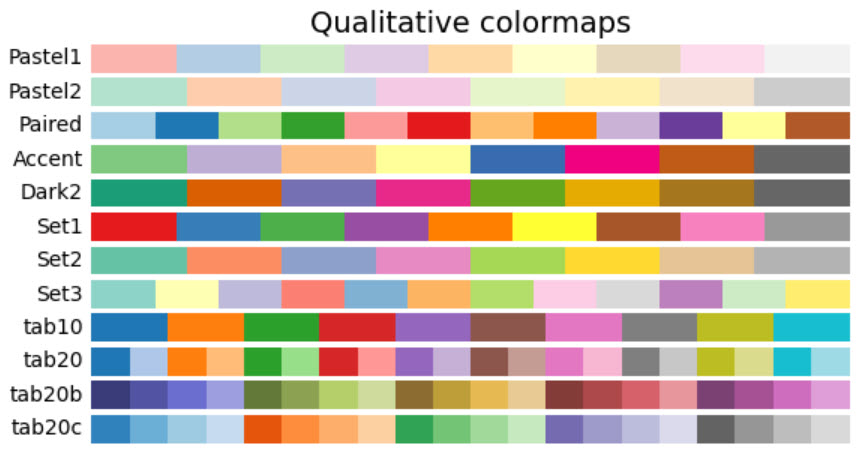 Qualitative colormaps
Pastel1
Pastel2
Paired
Accent
Dark2
Set1
Set2
Set3
tab10
tab20
tab20b
tab20c